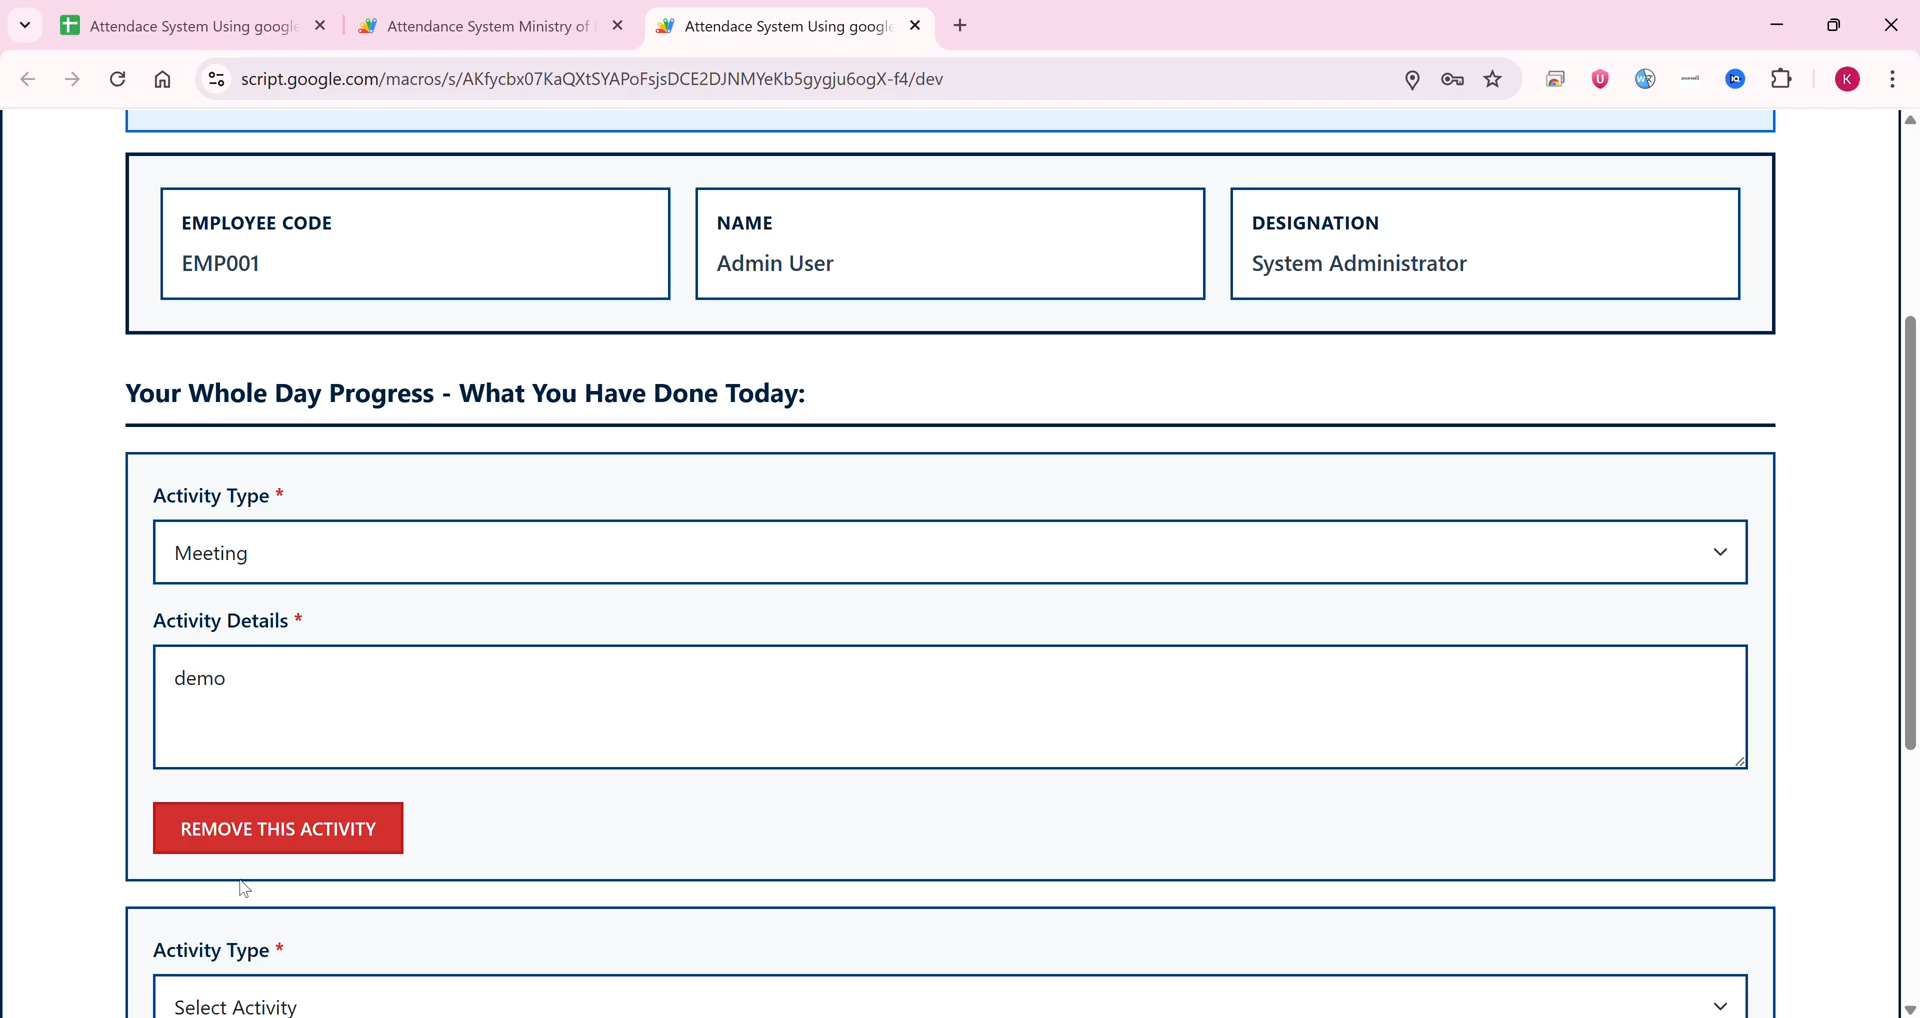 Attendace System Using google
Attendance System Ministry of
Attendace System Using google
script.google.com/macros/s/AKfycbx07KaQXtSYAPoFsjsDCE2DJNMYeKb5gygju6ogX-f4/dev
K
EMPLOYEE CODE
EMP001
NAME
Admin User
DESIGNATION
System Administrator
Your Whole Day Progress - What You Have Done Today:
Activity Type *
Meeting
Activity Details *
demo
REMOVE THIS ACTIVITY
Activity Type *
Select Activity